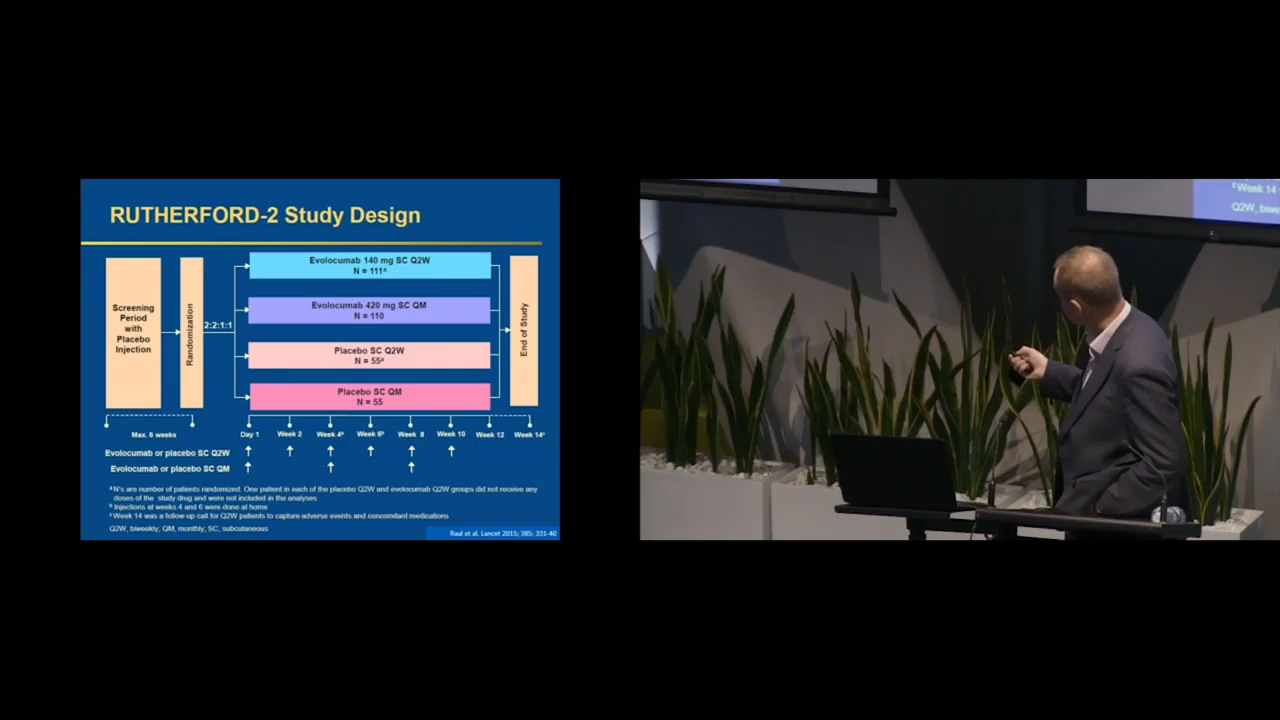 RUTHERFORD-2 Study Design
Screening
Period
with
Placebo
Injection
Randomization
2:2:1:1
Evolocumab 140 mg SC Q2W
N = 111ᵃ
Evolocumab 420 mg SC QM
N = 110
Placebo SC Q2W
N = 55ᵃ
Placebo SC QM
N = 55
End of Study
Max. 6 weeks
Day 1
Week 2
Week 4ᵇ
Week 6ᵇ
Week 8
Week 10
Week 12
Week 14ᶜ
Evolocumab or placebo SC Q2W
Evolocumab or placebo SC QM
ᵃ N's are number of patients randomized. One patient in each of the placebo Q2W and evolocumab Q2W groups did not receive any
doses of the study drug and were not included in the analyses
ᵇ Injections at weeks 4 and 6 were done at home
ᶜ Week 14 was a follow-up call for Q2W patients to capture adverse events and concomitant medications
Q2W, biweekly; QM, monthly; SC, subcutaneous
Raal et al. Lancet 2015; 385: 331-40
ᶜ Week 14
Q2W, biwe